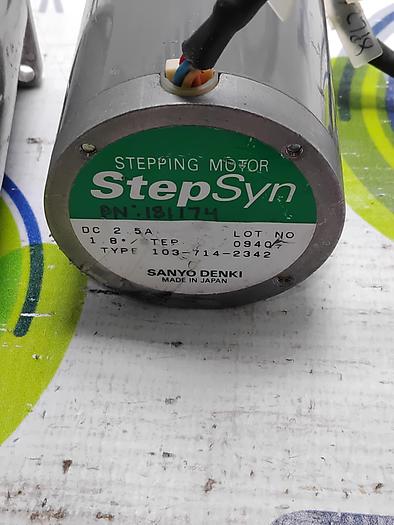 STEPPING MOTOR
StepSyn
PN:181174
DC 2.5A LOT NO
1.8°/STEP 0940
TYPE 103-714-2342
SANYO DENKI
MADE IN JAPAN